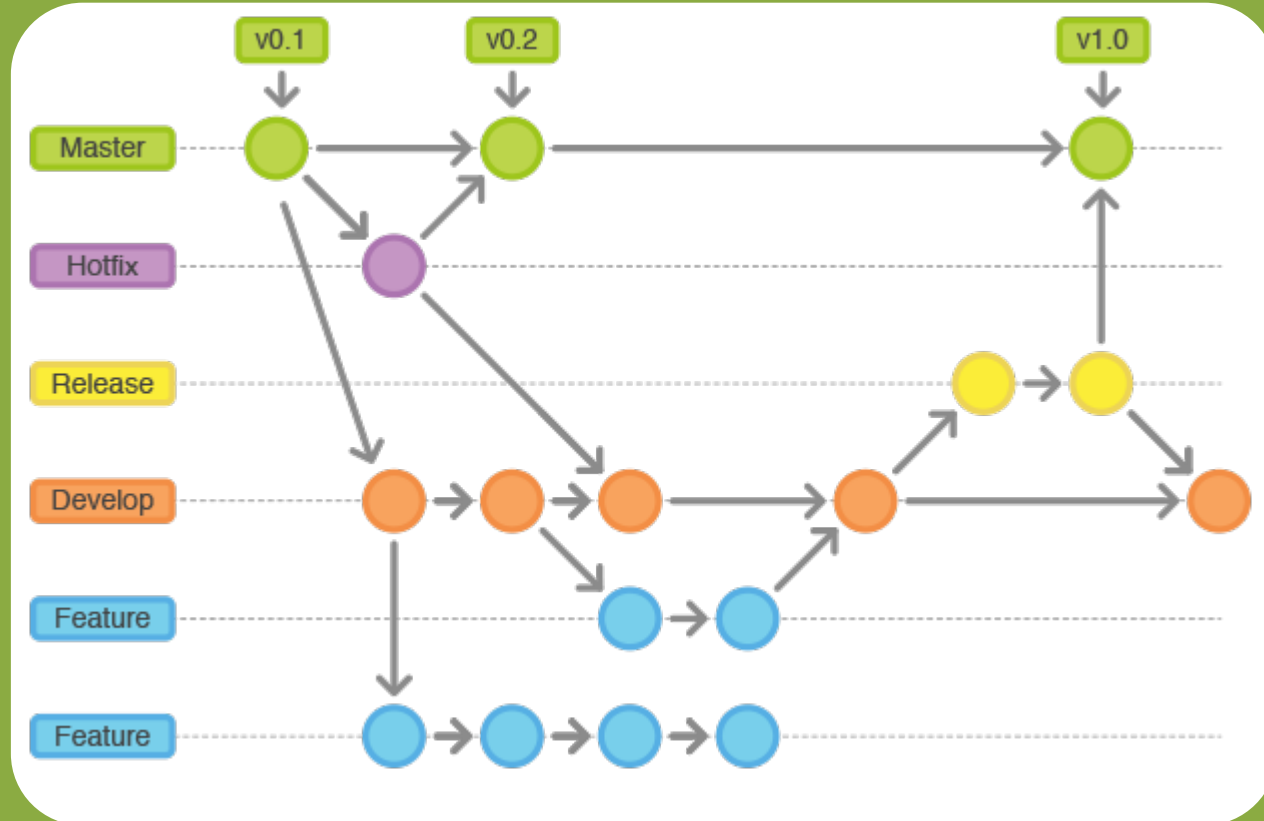 v0.1
v0.2
v1.0
Master
Hotfix
Release
Develop
Feature
Feature